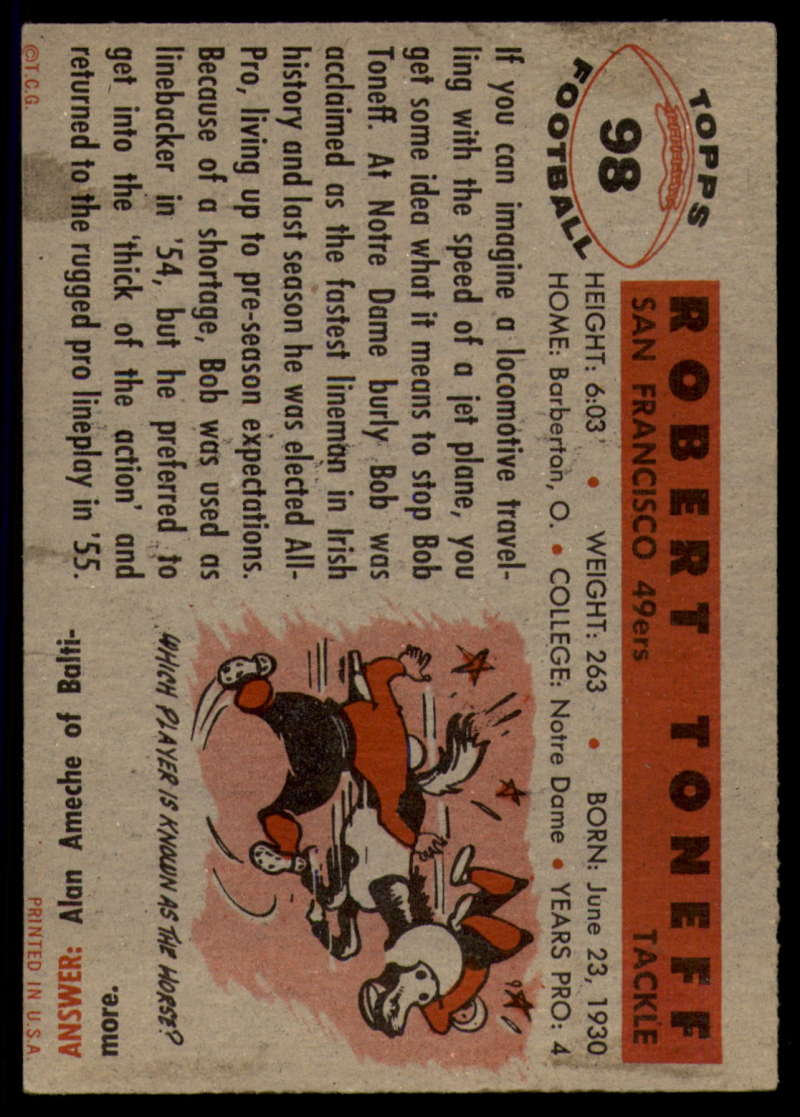 TOPPS
98
FOOTBALL
ROBERT TONEFF
SAN FRANCISCO 49ers TACKLE
HEIGHT: 6:03 • WEIGHT: 263 • BORN: June 23, 1930
HOME: Barberton, O. • COLLEGE: Notre Dame • YEARS PRO: 4
If you can imagine a locomotive travel-
ling with the speed of a jet plane, you
get some idea what it means to stop Bob
Toneff. At Notre Dame burly Bob was
acclaimed as the fastest lineman in Irish
history and last season he was elected All-
Pro, living up to pre-season expectations.
Because of a shortage, Bob was used as
linebacker in '54, but he preferred to
get into the 'thick of the action' and
returned to the rugged pro lineplay in '55.
WHICH PLAYER IS KNOWN AS THE HORSE?
ANSWER: Alan Ameche of Balti-
more.
©T.C.G.
PRINTED IN U.S.A